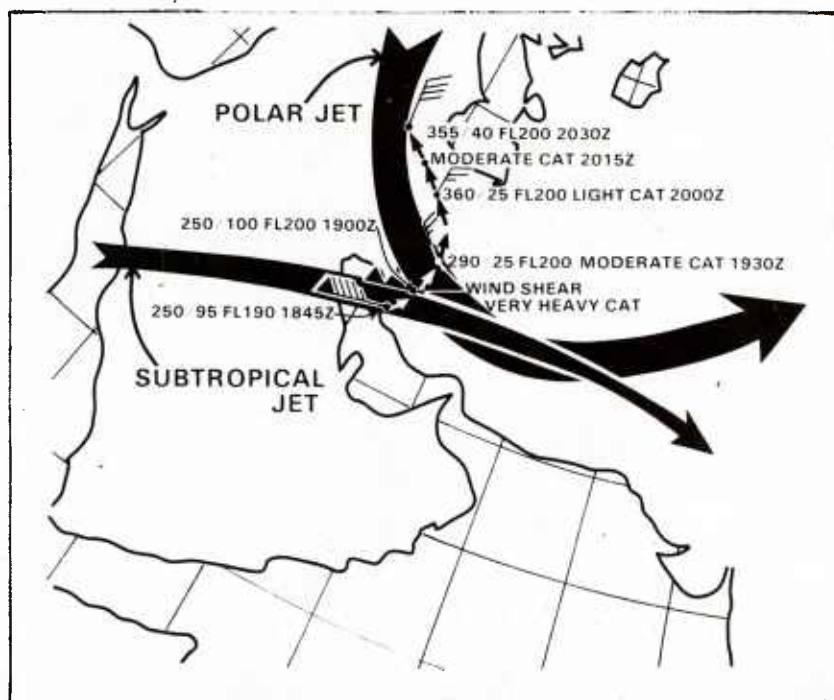 POLAR JET
355/40 FL200 2030Z
MODERATE CAT 2015Z
360/25 FL200 LIGHT CAT 2000Z
250/100 FL200 1900Z
290/25 FL200 MODERATE CAT 1930Z
WIND SHEAR
VERY HEAVY CAT
250/95 FL190 1845Z
SUBTROPICAL
JET